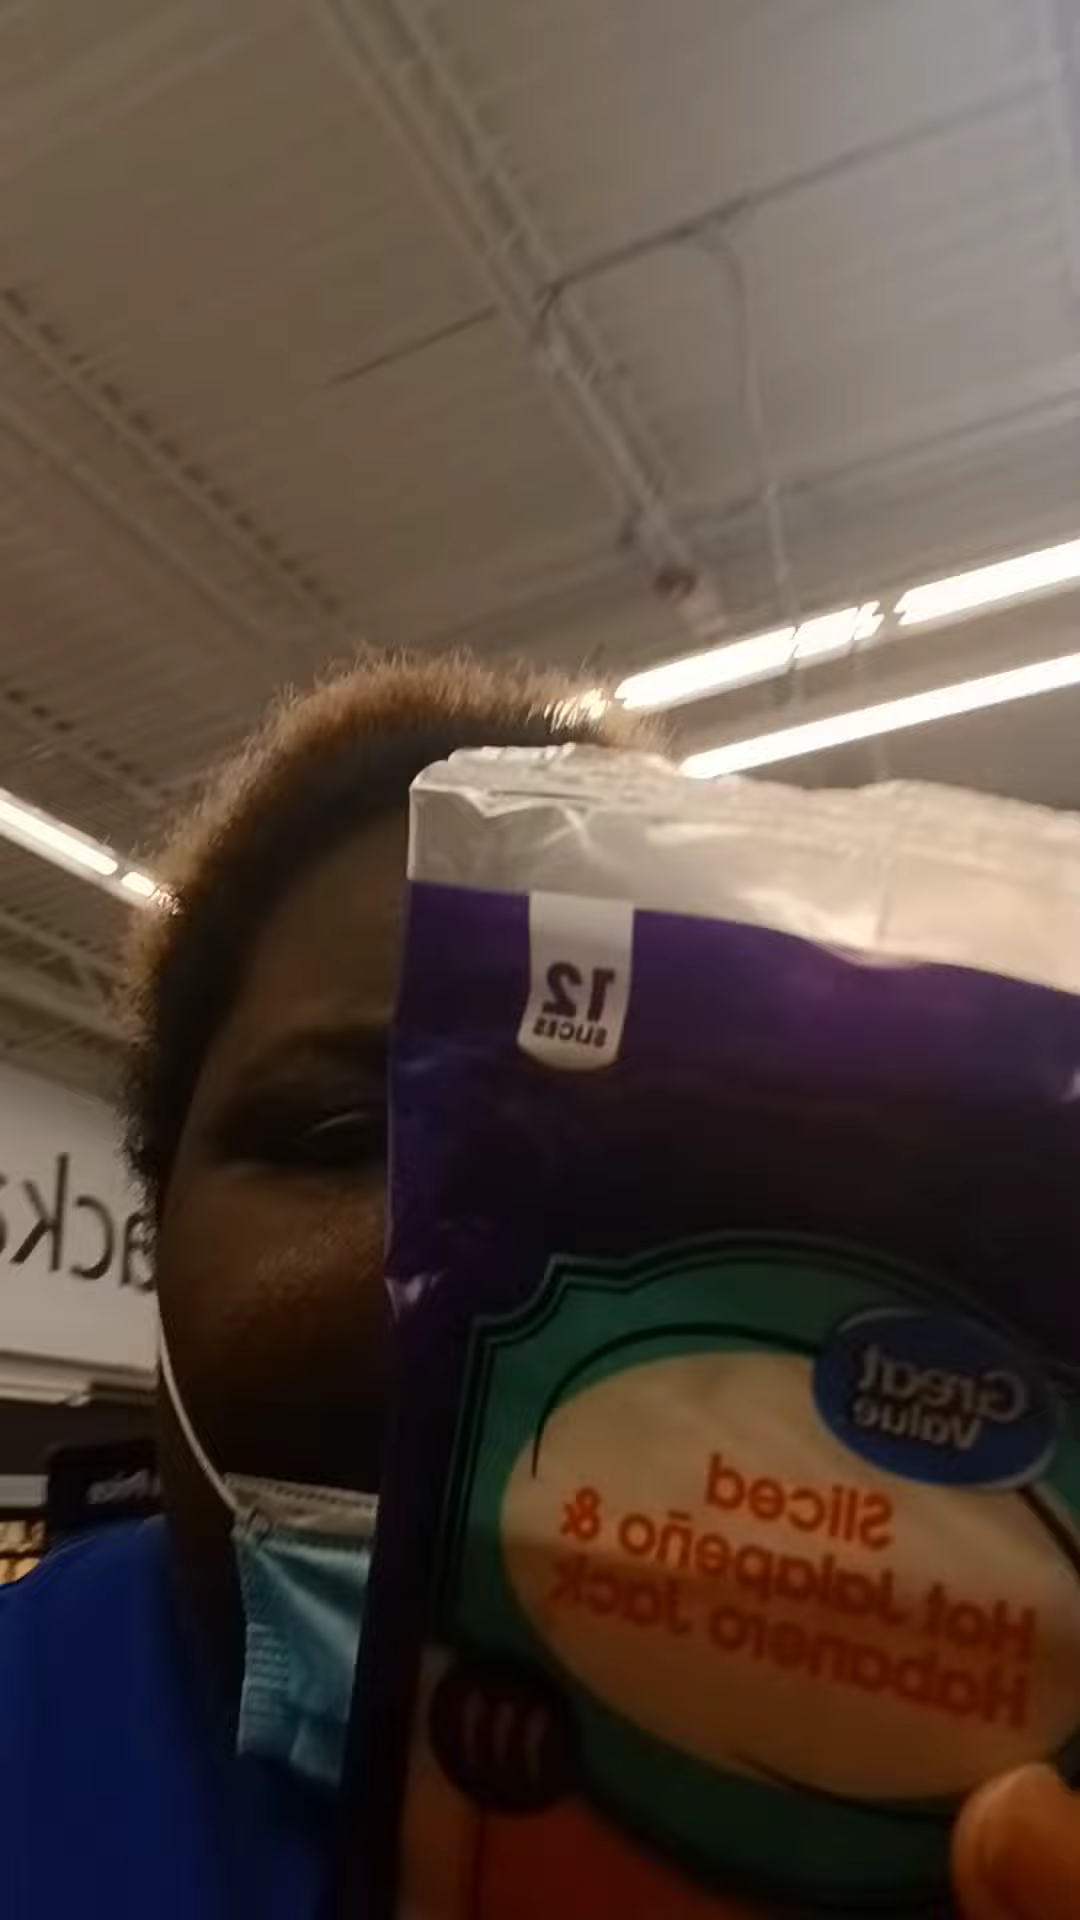 12
SLICES
Great
Value
Sliced
Hot Jalapeño &
Habanero Jack